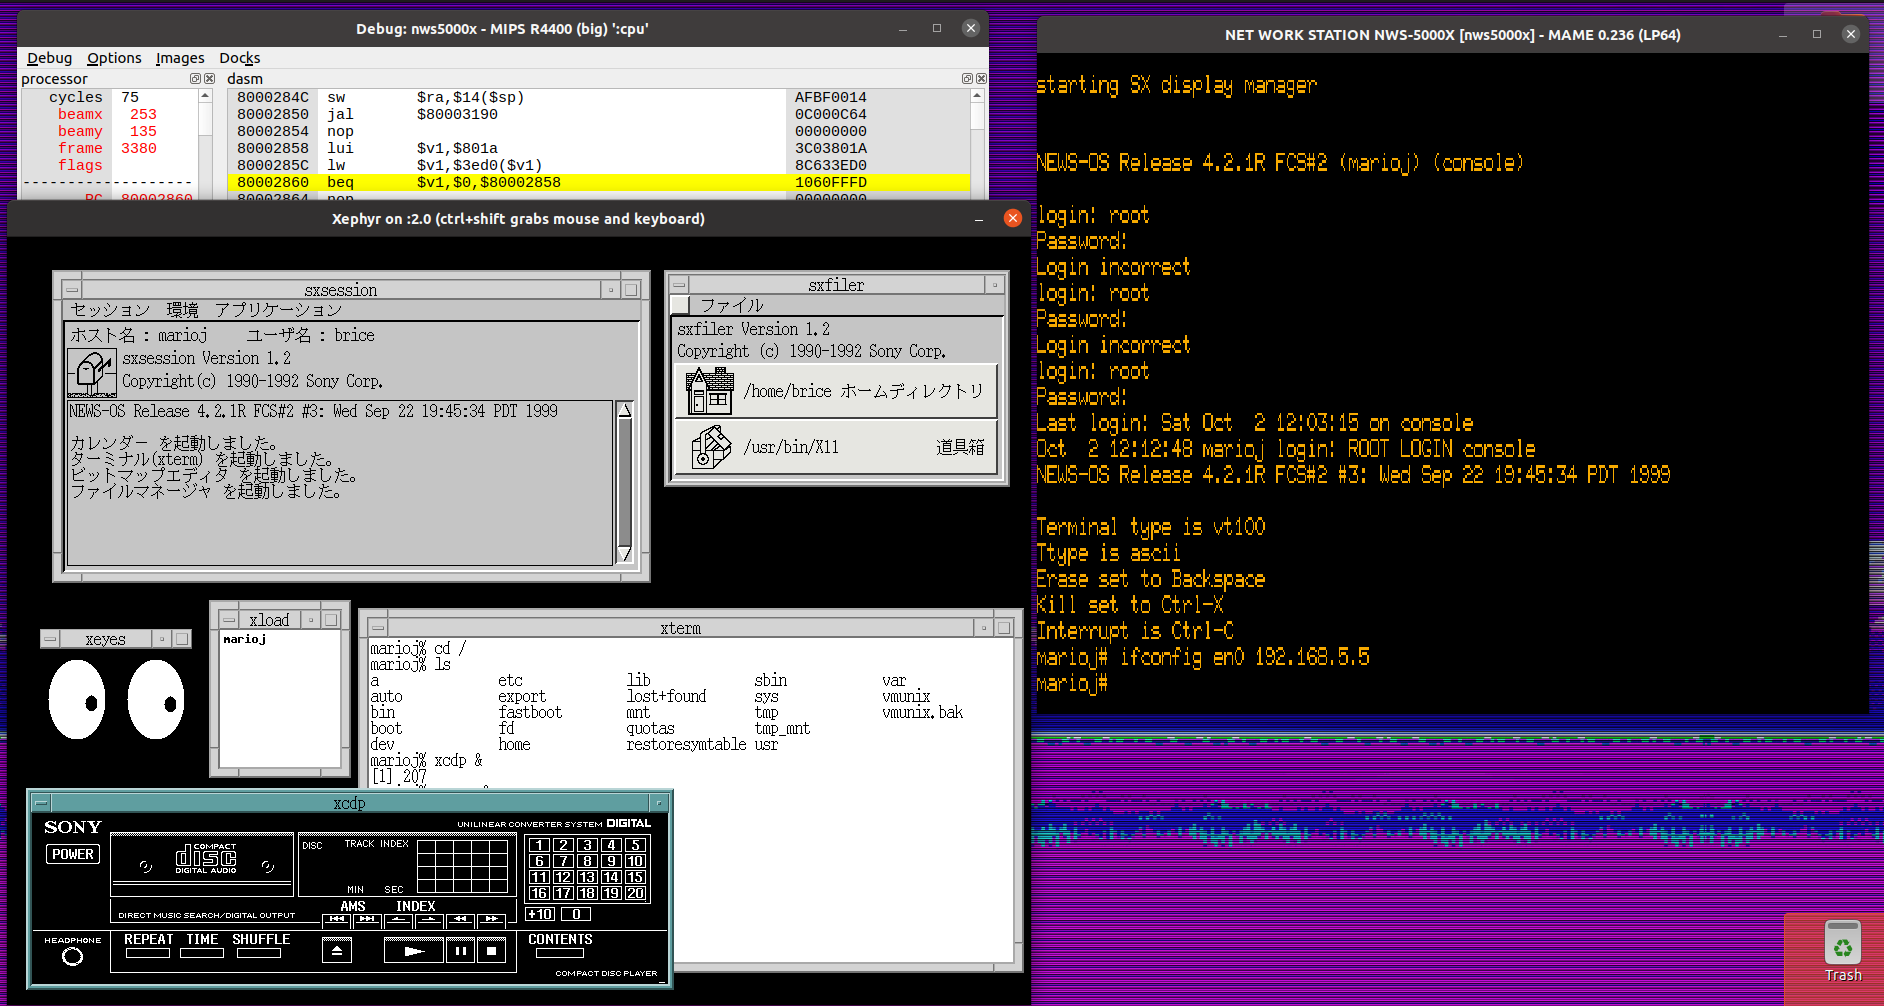 Debug: nws5000x - MIPS R4400 (big) ':cpu'
Debug Options Images Docks
processor
cycles 75
beamx 253
beamy 135
frame 3380
flags
-------------------
PC 80002860
dasm
8000284C sw $ra,$14($sp) AFBF0014
80002850 jal $80003190 0C000C64
80002854 nop 00000000
80002858 lui $v1,$801a 3C03801A
8000285C lw $v1,$3ed0($v1) 8C633ED0
80002860 beq $v1,$0,$80002858 1060FFFD
80002864 nop 00000000
NET WORK STATION NWS-5000X [nws5000x] - MAME 0.236 (LP64)
starting SX display manager
NEWS-OS Release 4.2.1R FCS#2 (marioj) (console)
login: root
Password:
Login incorrect
login: root
Password:
Login incorrect
login: root
Password:
Last login: Sat Oct  2 12:03:15 on console
Oct  2 12:12:48 marioj login: ROOT LOGIN console
NEWS-OS Release 4.2.1R FCS#2 #3: Wed Sep 22 19:45:34 PDT 1999
Terminal type is vt100
Ttype is ascii
Erase set to Backspace
Kill set to Ctrl-X
Interrupt is Ctrl-C
marioj# ifconfig en0 192.168.5.5
marioj#
Xephyr on :2.0 (ctrl+shift grabs mouse and keyboard)
sxsession
セッション 環境 アプリケーション
ホスト名 : marioj ユーザ名 : brice
sxsession Version 1.2
Copyright(c) 1990-1992 Sony Corp.
NEWS-OS Release 4.2.1R FCS#2 #3: Wed Sep 22 19:45:34 PDT 1999
カレンダー を起動しました。
ターミナル(xterm) を起動しました。
ビットマップエディタ を起動しました。
ファイルマネージャ を起動しました。
sxfiler
ファイル
sxfiler Version 1.2
Copyright (c) 1990-1992 Sony Corp.
/home/brice ホームディレクトリ
/usr/bin/X11 道具箱
xeyes
xload
marioj
xterm
marioj% cd /
marioj% ls
a etc lib sbin var
auto export lost+found sys vmunix
bin fastboot mnt tmp vmunix.bak
boot fd quotas tmp_mnt
dev home restoresymtable usr
marioj% xcdp &
[1] 207
xcdp
SONY
POWER
UNILINEAR CONVERTER SYSTEM DIGITAL
COMPACT
disc
DIGITAL AUDIO
DISC TRACK INDEX
MIN SEC
1 2 3 4 5
6 7 8 9 10
11 12 13 14 15
16 17 18 19 20
+10 0
AMS INDEX
DIRECT MUSIC SEARCH/DIGITAL OUTPUT
HEADPHONE
REPEAT TIME SHUFFLE
CONTENTS
COMPACT DISC PLAYER
Trash